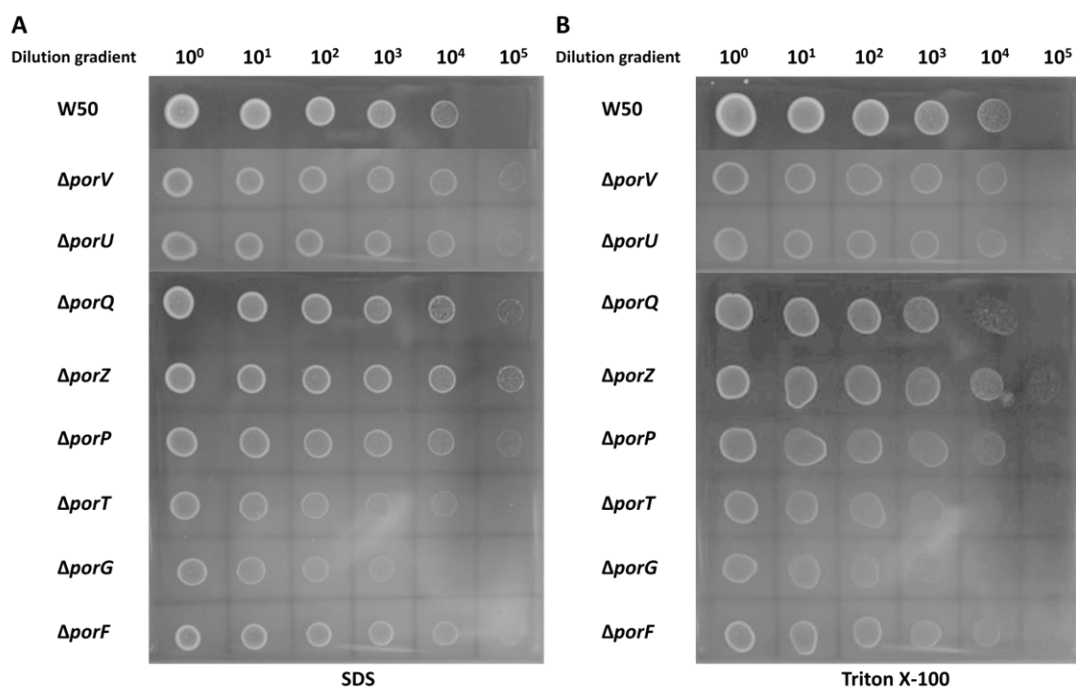 A
Dilution gradient 10⁰ 10¹ 10² 10³ 10⁴ 10⁵
W50
ΔporV
ΔporU
ΔporQ
ΔporZ
ΔporP
ΔporT
ΔporG
ΔporF
SDS
B
Dilution gradient 10⁰ 10¹ 10² 10³ 10⁴ 10⁵
W50
ΔporV
ΔporU
ΔporQ
ΔporZ
ΔporP
ΔporT
ΔporG
ΔporF
Triton X-100